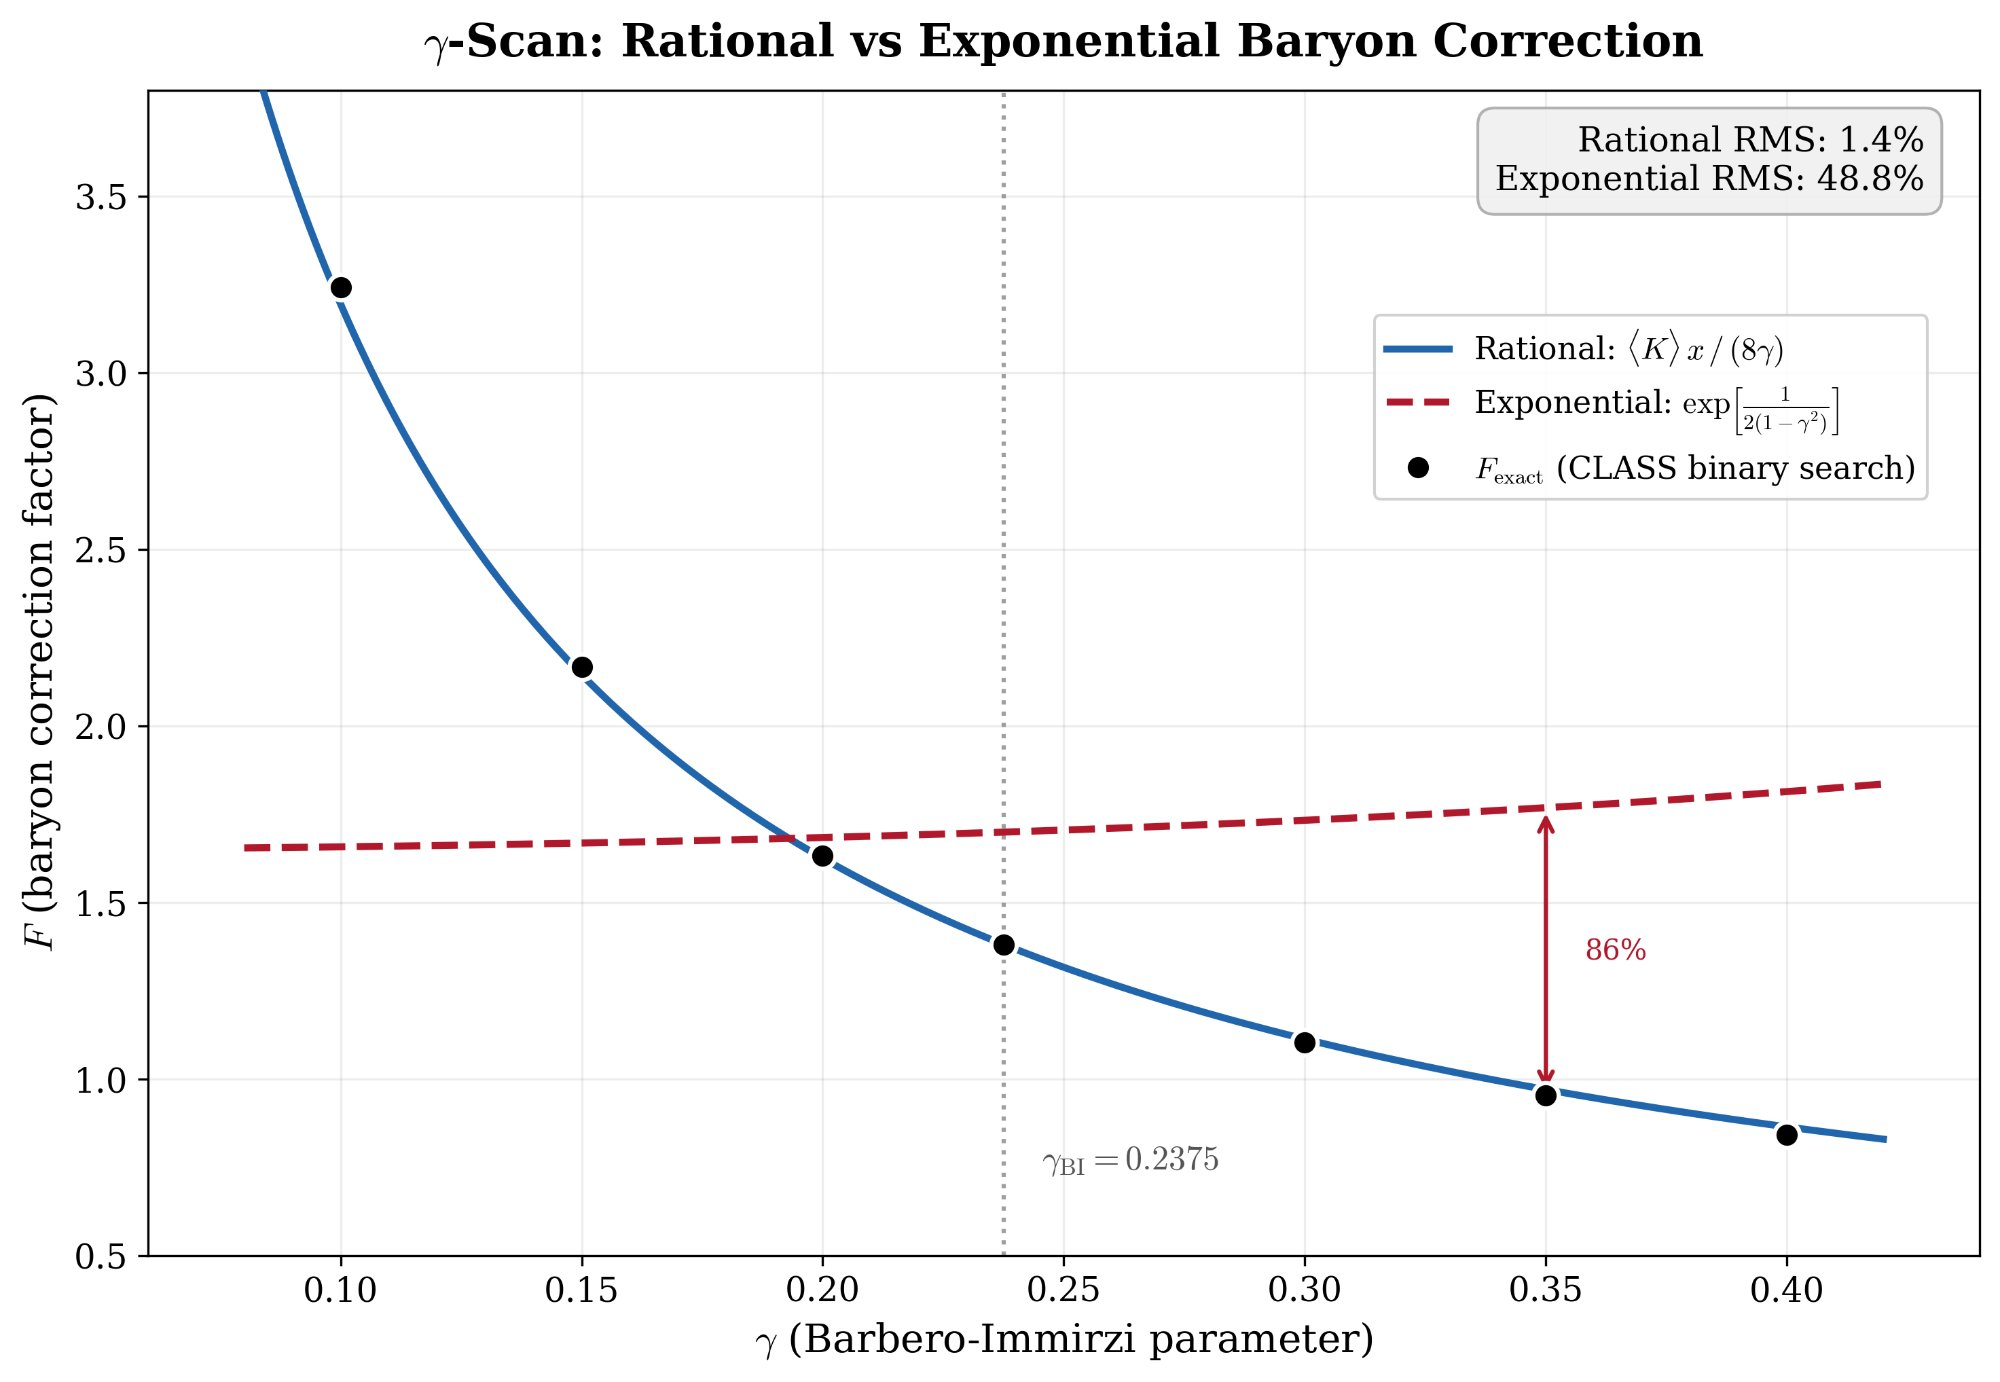 γ-Scan: Rational vs Exponential Baryon Correction
Rational RMS: 1.4%
Exponential RMS: 48.8%
Rational: ⟨K⟩ x / (8γ)
Exponential: exp[1/(2(1 − γ²))]
F_exact (CLASS binary search)
F (baryon correction factor)
3.5
3.0
2.5
2.0
1.5
1.0
0.5
86%
γ_BI = 0.2375
0.10 0.15 0.20 0.25 0.30 0.35 0.40
γ (Barbero-Immirzi parameter)